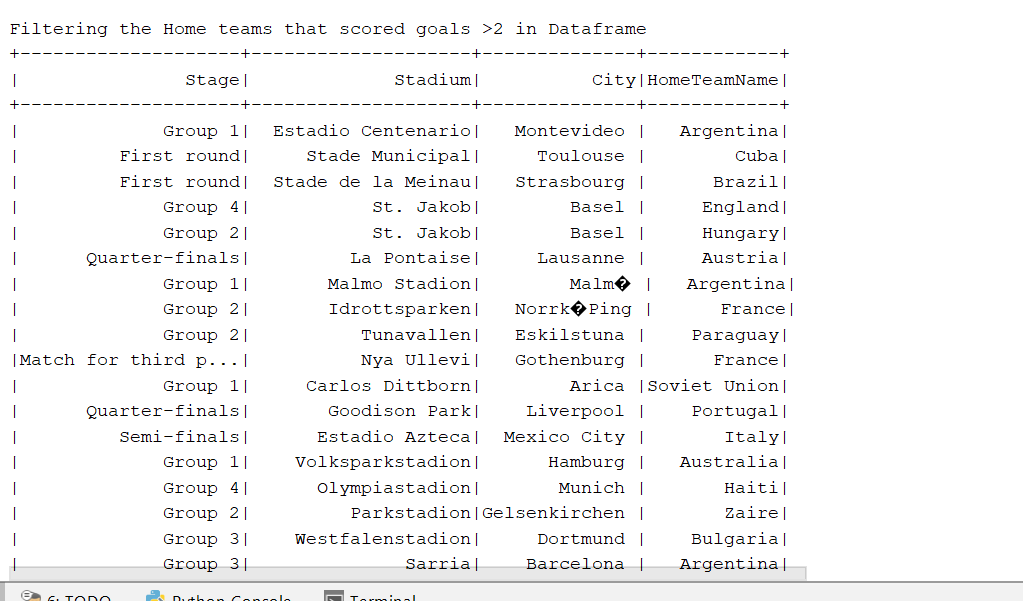 Filtering the Home teams that scored goals >2 in Dataframe
+--------------------+--------------------+--------------+------------+
|               Stage|             Stadium|          City|HomeTeamName|
+--------------------+--------------------+--------------+------------+
|             Group 1|  Estadio Centenario|   Montevideo |   Argentina|
|         First round|     Stade Municipal|     Toulouse |        Cuba|
|         First round|  Stade de la Meinau|   Strasbourg |      Brazil|
|             Group 4|           St. Jakob|        Basel |     England|
|             Group 2|           St. Jakob|        Basel |     Hungary|
|      Quarter-finals|         La Pontaise|     Lausanne |     Austria|
|             Group 1|       Malmo Stadion|        Malm� |   Argentina|
|             Group 2|       Idrottsparken|   Norrk�Ping |      France|
|             Group 2|          Tunavallen|   Eskilstuna |    Paraguay|
|Match for third p...|          Nya Ullevi|   Gothenburg |      France|
|             Group 1|     Carlos Dittborn|        Arica |Soviet Union|
|      Quarter-finals|       Goodison Park|    Liverpool |    Portugal|
|         Semi-finals|      Estadio Azteca|  Mexico City |       Italy|
|             Group 1|    Volksparkstadion|      Hamburg |   Australia|
|             Group 4|      Olympiastadion|       Munich |       Haiti|
|             Group 2|         Parkstadion|Gelsenkirchen |       Zaire|
|             Group 3|    Westfalenstadion|     Dortmund |    Bulgaria|
|             Group 3|              Sarria|    Barcelona |   Argentina|
6: TODO Python Console Terminal